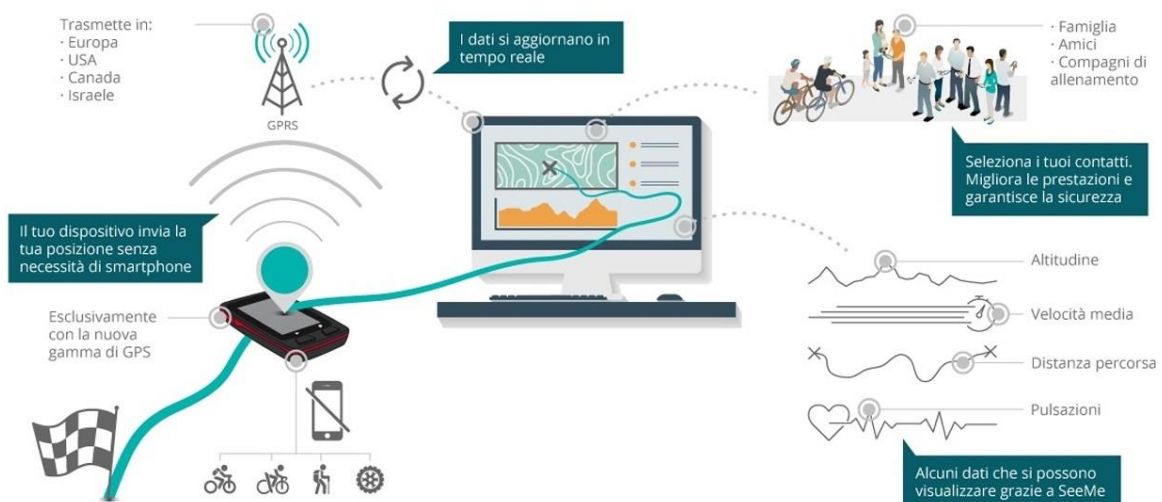 Trasmette in:
· Europa
· USA
· Canada
· Israele
GPRS
I dati si aggiornano in
tempo reale
· Famiglia
· Amici
· Compagni di
allenamento
Seleziona i tuoi contatti.
Migliora le prestazioni e
garantisce la sicurezza
Il tuo dispositivo invia la
tua posizione senza
necessità di smartphone
Esclusivamente
con la nuova
gamma di GPS
Altitudine
Velocità media
Distanza percorsa
Pulsazioni
Alcuni dati che si possono
visualizzare grazie a SeeMe